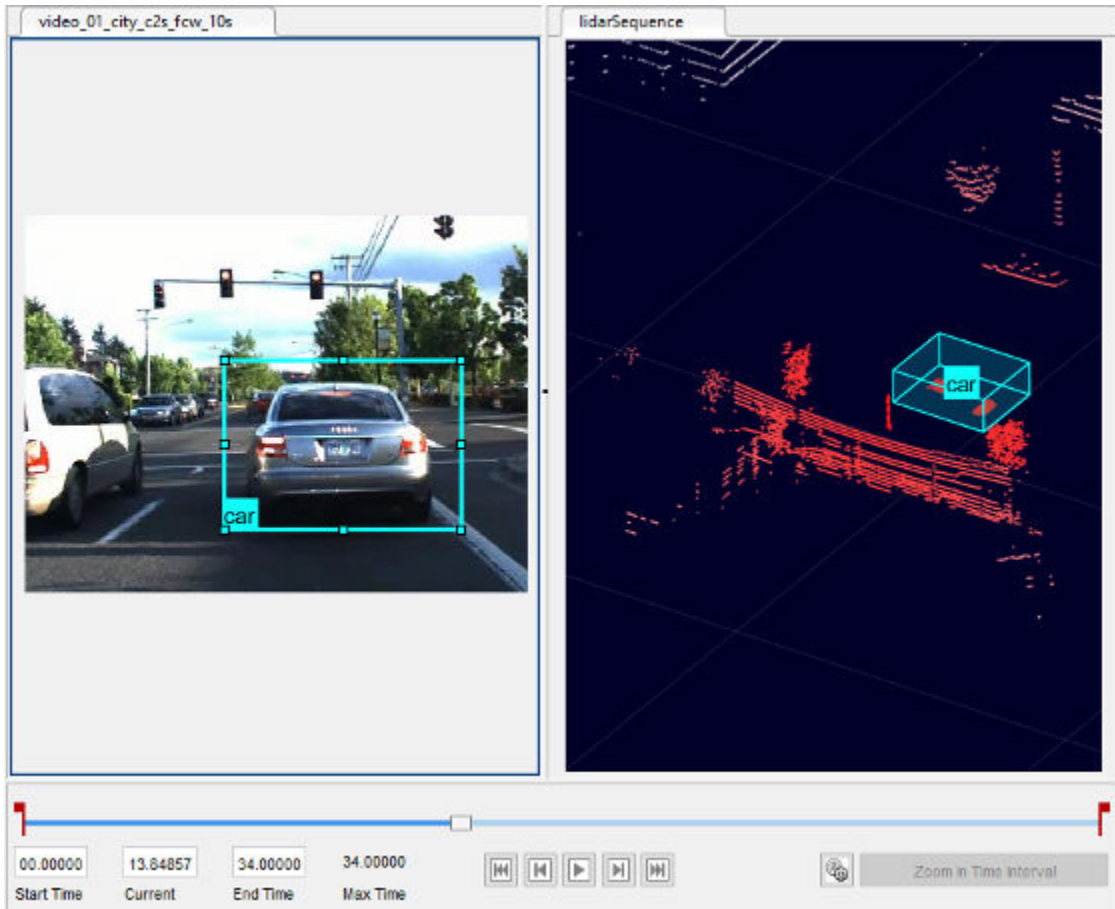 video_01_city_c2s_fcw_10s
lidarSequence
car
car
00.00000
13.84857
34.00000
34.00000
Start Time
Current
End Time
Max Time
Zoom In Time Interval